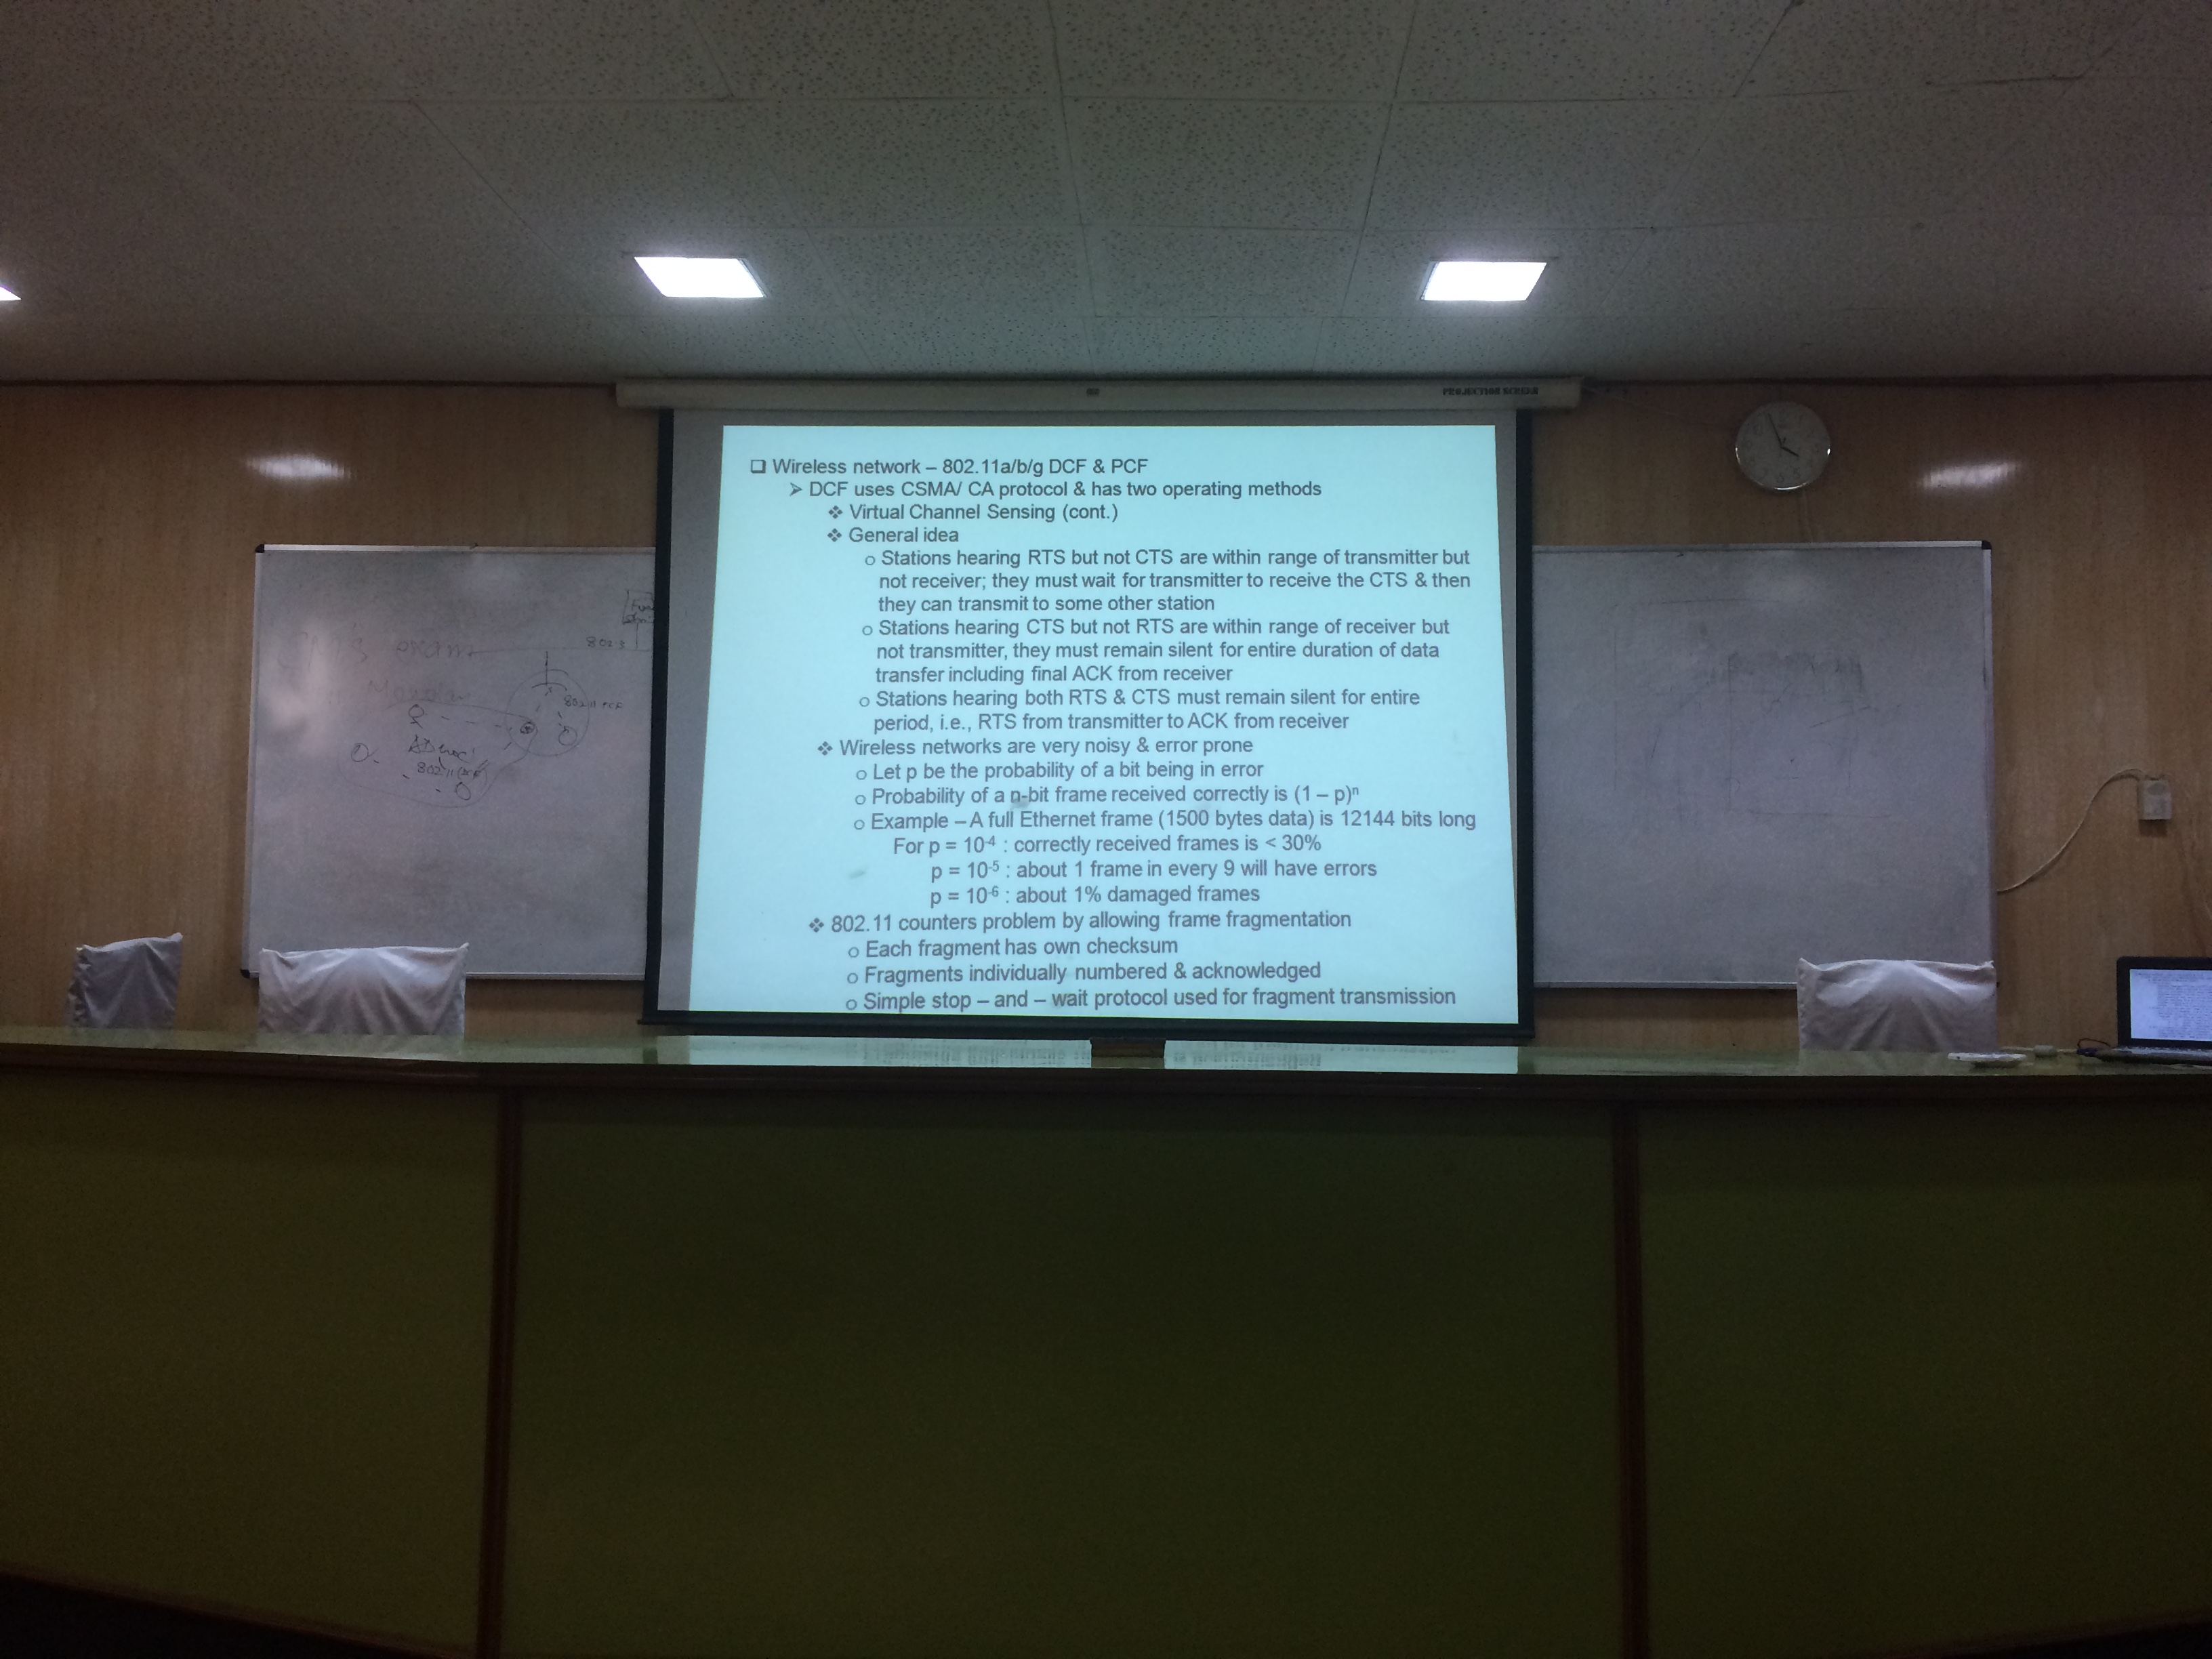 PROJECTION SCREEN
❑ Wireless network – 802.11a/b/g DCF & PCF
➢ DCF uses CSMA/ CA protocol & has two operating methods
❖ Virtual Channel Sensing (cont.)
❖ General idea
o Stations hearing RTS but not CTS are within range of transmitter but
not receiver; they must wait for transmitter to receive the CTS & then
they can transmit to some other station
o Stations hearing CTS but not RTS are within range of receiver but
not transmitter, they must remain silent for entire duration of data
transfer including final ACK from receiver
o Stations hearing both RTS & CTS must remain silent for entire
period, i.e., RTS from transmitter to ACK from receiver
❖ Wireless networks are very noisy & error prone
o Let p be the probability of a bit being in error
o Probability of a n-bit frame received correctly is (1 – p)ⁿ
o Example – A full Ethernet frame (1500 bytes data) is 12144 bits long
For p = 10⁻⁴ : correctly received frames is < 30%
p = 10⁻⁵ : about 1 frame in every 9 will have errors
p = 10⁻⁶ : about 1% damaged frames
❖ 802.11 counters problem by allowing frame fragmentation
o Each fragment has own checksum
o Fragments individually numbered & acknowledged
o Simple stop – and – wait protocol used for fragment transmission
802.3
exam
802.11 PCF
802.11